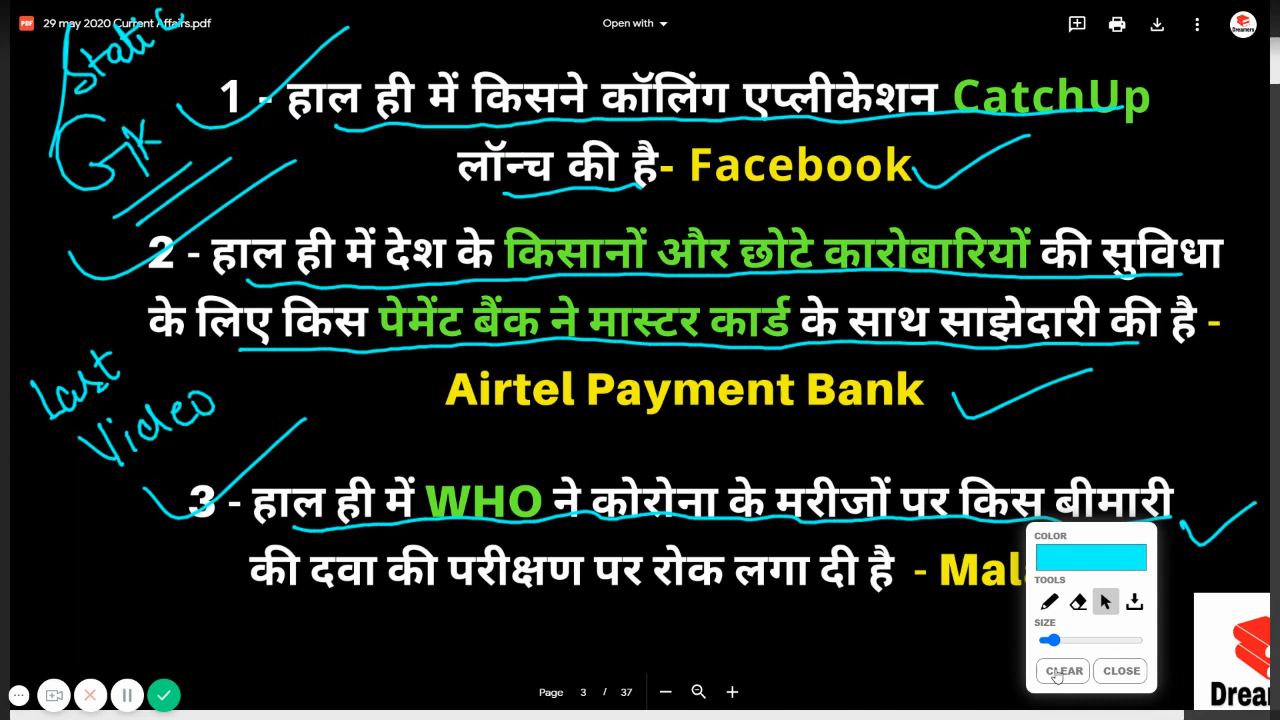 29 may 2020 Current Affairs.pdf
Open with
Dreamers
Static
GK
1 - हाल ही में किसने कॉलिंग एप्लीकेशन CatchUp
लॉन्च की है- Facebook
2 - हाल ही में देश के किसानों और छोटे कारोबारियों की सुविधा
के लिए किस पेमेंट बैंक ने मास्टर कार्ड के साथ साझेदारी की है -
Airtel Payment Bank
Last
Video
3 - हाल ही में WHO ने कोरोना के मरीजों पर किस बीमारी
की दवा की परीक्षण पर रोक लगा दी है -
COLOR
TOOLS
SIZE
CLEAR CLOSE
Page 3 / 37